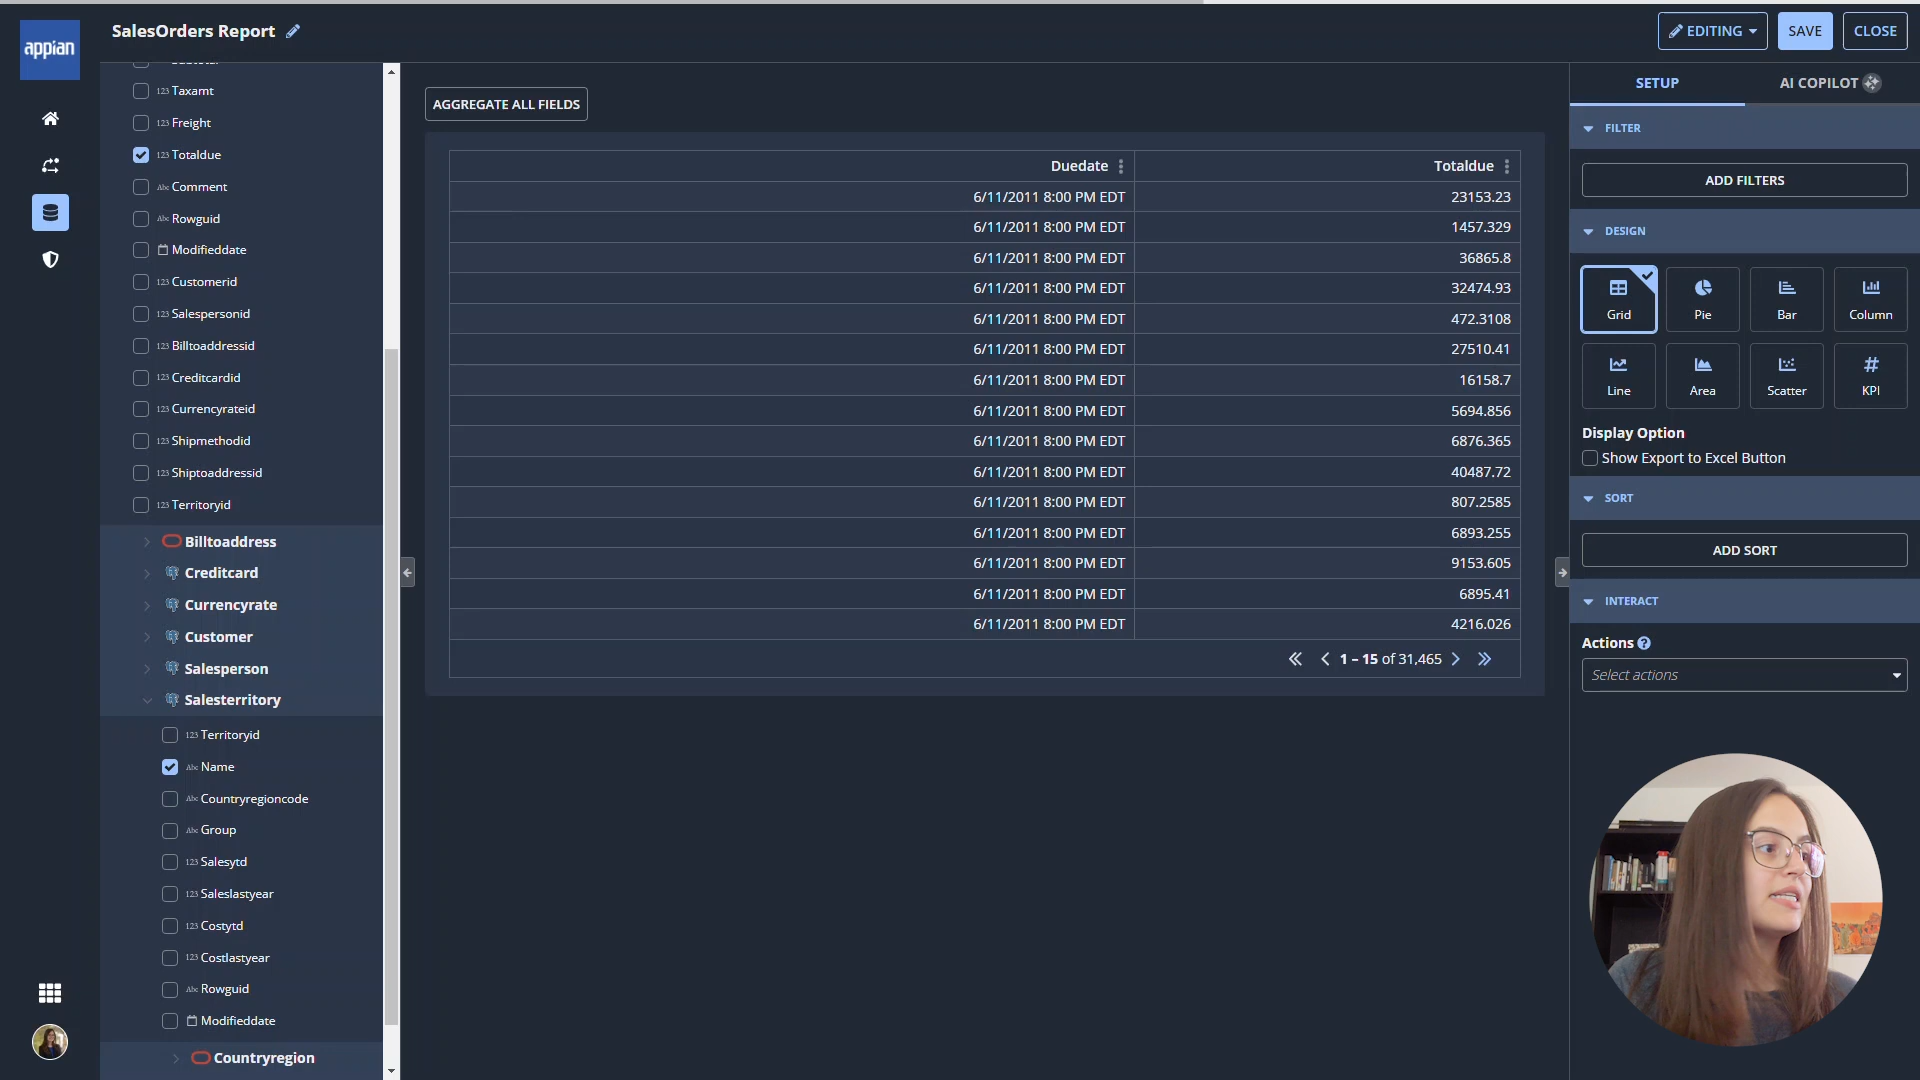 SalesOrders Report
EDITING
SAVE
CLOSE
appian
Taxamt
Freight
Totaldue
Comment
Rowguid
Modifieddate
Customerid
Salespersonid
Billtoaddressid
Creditcardid
Currencyrateid
Shipmethodid
Shiptoaddressid
Territoryid
Billtoaddress
Creditcard
Currencyrate
Customer
Salesperson
Salesterritory
Territoryid
Name
Countryregioncode
Group
Salesytd
Saleslastyear
Costytd
Costlastyear
Rowguid
Modifieddate
Countryregion
AGGREGATE ALL FIELDS
Duedate Totaldue
6/11/2011 8:00 PM EDT 23153.23
6/11/2011 8:00 PM EDT 1457.329
6/11/2011 8:00 PM EDT 36865.8
6/11/2011 8:00 PM EDT 32474.93
6/11/2011 8:00 PM EDT 472.3108
6/11/2011 8:00 PM EDT 27510.41
6/11/2011 8:00 PM EDT 16158.7
6/11/2011 8:00 PM EDT 5694.856
6/11/2011 8:00 PM EDT 6876.365
6/11/2011 8:00 PM EDT 40487.72
6/11/2011 8:00 PM EDT 807.2585
6/11/2011 8:00 PM EDT 6893.255
6/11/2011 8:00 PM EDT 9153.605
6/11/2011 8:00 PM EDT 6895.41
6/11/2011 8:00 PM EDT 4216.026
1 – 15 of 31,465
SETUP
AI COPILOT
FILTER
ADD FILTERS
DESIGN
Grid
Pie
Bar
Column
Line
Area
Scatter
# KPI
Display Option
Show Export to Excel Button
SORT
ADD SORT
INTERACT
Actions
Select actions